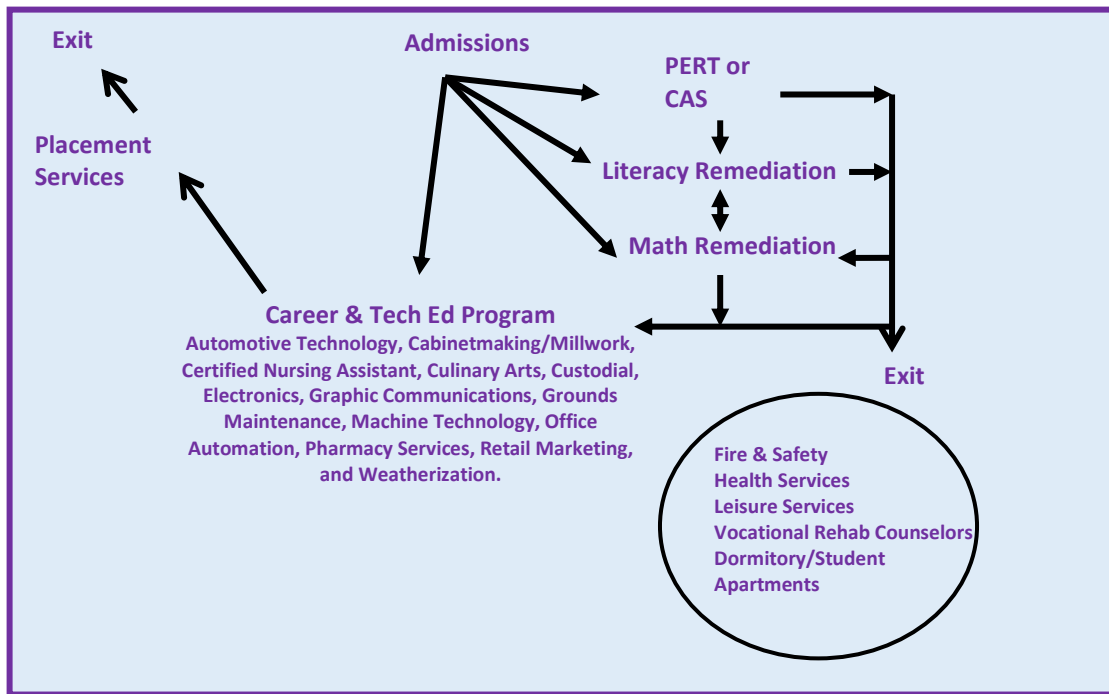 Exit
Admissions
PERT or
CAS
Placement
Services
Literacy Remediation
Math Remediation
Career & Tech Ed Program
Automotive Technology, Cabinetmaking/Millwork,
Certified Nursing Assistant, Culinary Arts, Custodial,
Electronics, Graphic Communications, Grounds
Maintenance, Machine Technology, Office
Automation, Pharmacy Services, Retail Marketing,
and Weatherization.
Exit
Fire & Safety
Health Services
Leisure Services
Vocational Rehab Counselors
Dormitory/Student
Apartments